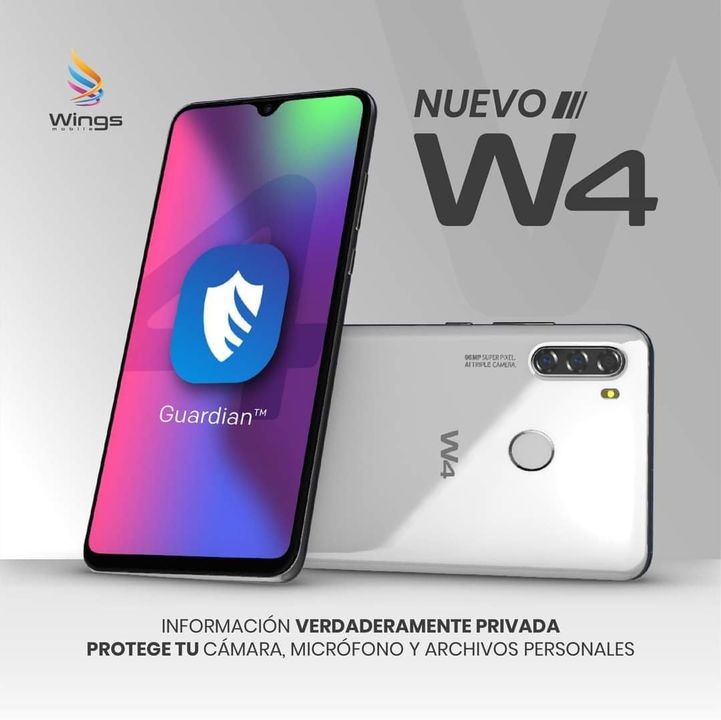 Wings
mobile
NUEVO
W4
Guardian™
96MP SUPER PIXEL
AI TRIPLE CAMERA
W4
INFORMACIÓN VERDADERAMENTE PRIVADA
PROTEGE TU CÁMARA, MICRÓFONO Y ARCHIVOS PERSONALES